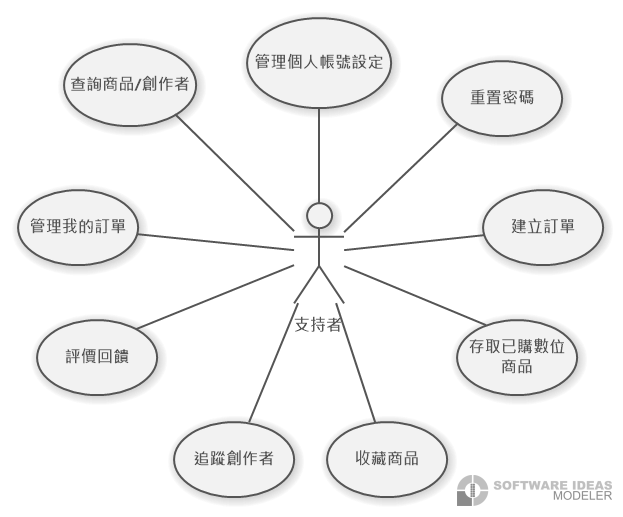 管理個人帳號設定
查詢商品/創作者
重置密碼
管理我的訂單
建立訂單
支持者
評價回饋
存取已購數位
商品
追蹤創作者
收藏商品
SOFTWARE IDEAS
MODELER